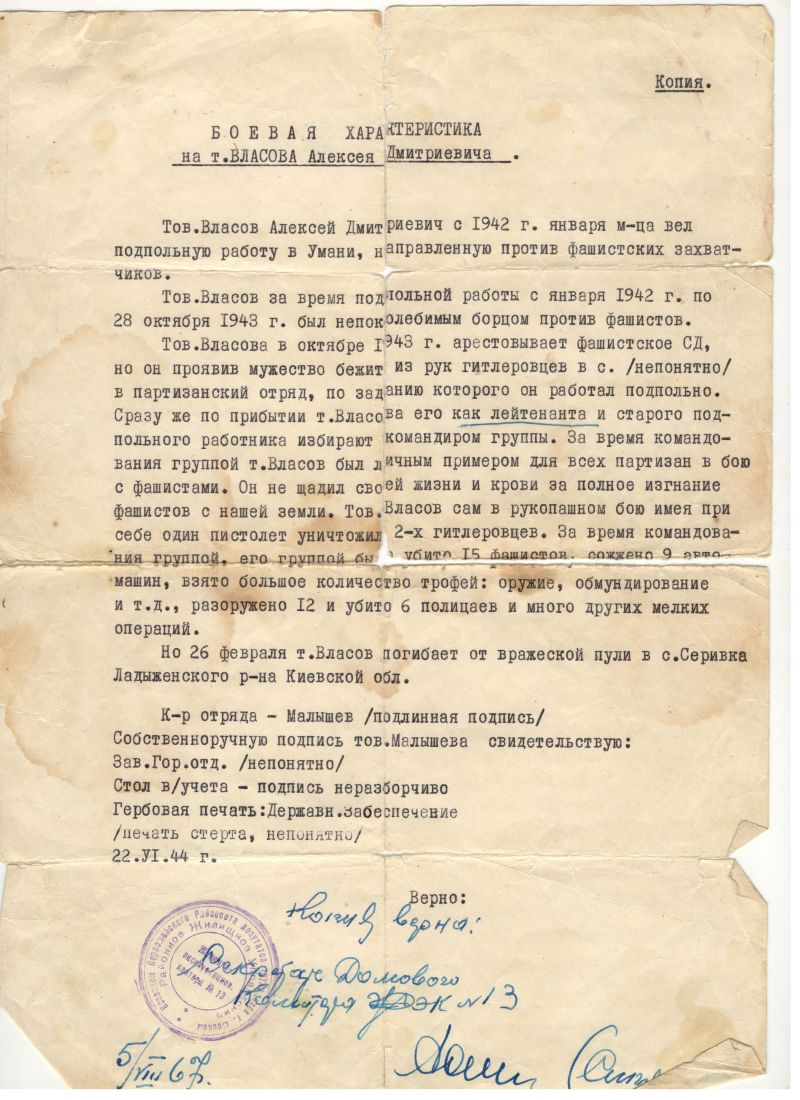 Копия.
БОЕВАЯ ХАРАКТЕРИСТИКА
на т.ВЛАСОВА Алексея Дмитриевича .
Тов.Власов Алексей Дмитриевич с 1942 г. января м-ца вел
подпольную работу в Умани, направленную против фашистских захват-
чиков.
Тов.Власов за время подпольной работы с января 1942 г. по
28 октября 1943 г. был непоколебимым борцом против фашистов.
Тов.Власова в октябре 1943 г. арестовывает фашистское СД,
но он проявив мужество бежит из рук гитлеровцев в с. /непонятно/
в партизанский отряд, по заданию которого он работал подпольно.
Сразу же по прибытии т.Власова его как лейтенанта и старого под-
польного работника избирают командиром группы. За время командо-
вания группой т.Власов был личным примером для всех партизан в бою
с фашистами. Он не щадил своей жизни и крови за полное изгнание
фашистов с нашей земли. Тов.Власов сам в рукопашном бою имея при
себе один пистолет уничтожил 2-х гитлеровцев. За время командова-
ния группой, его группой был убито 15 фашистов, сожжено 9 авто-
машин, взято большое количество трофей: оружие, обмундирование
и т.д., разоружено 12 и убито 6 полицаев и много других мелких
операций.
Но 26 февраля т.Власов погибает от вражеской пули в с.Серивка
Ладыженского р-на Киевской обл.
К-р отряда - Малышев /подлинная подпись/
Собственноручную подпись тов.Малышева свидетельствую:
Зав.Гор.отд. /непонятно/
Стол в/учета - подпись неразборчиво
Гербовая печать:Державн.Забеспечение
/печать стерта, непонятно/
22.VI.44 г.
Верно:
Копия верна:
Домового
ЖЭК N13
5/VIII 67г.